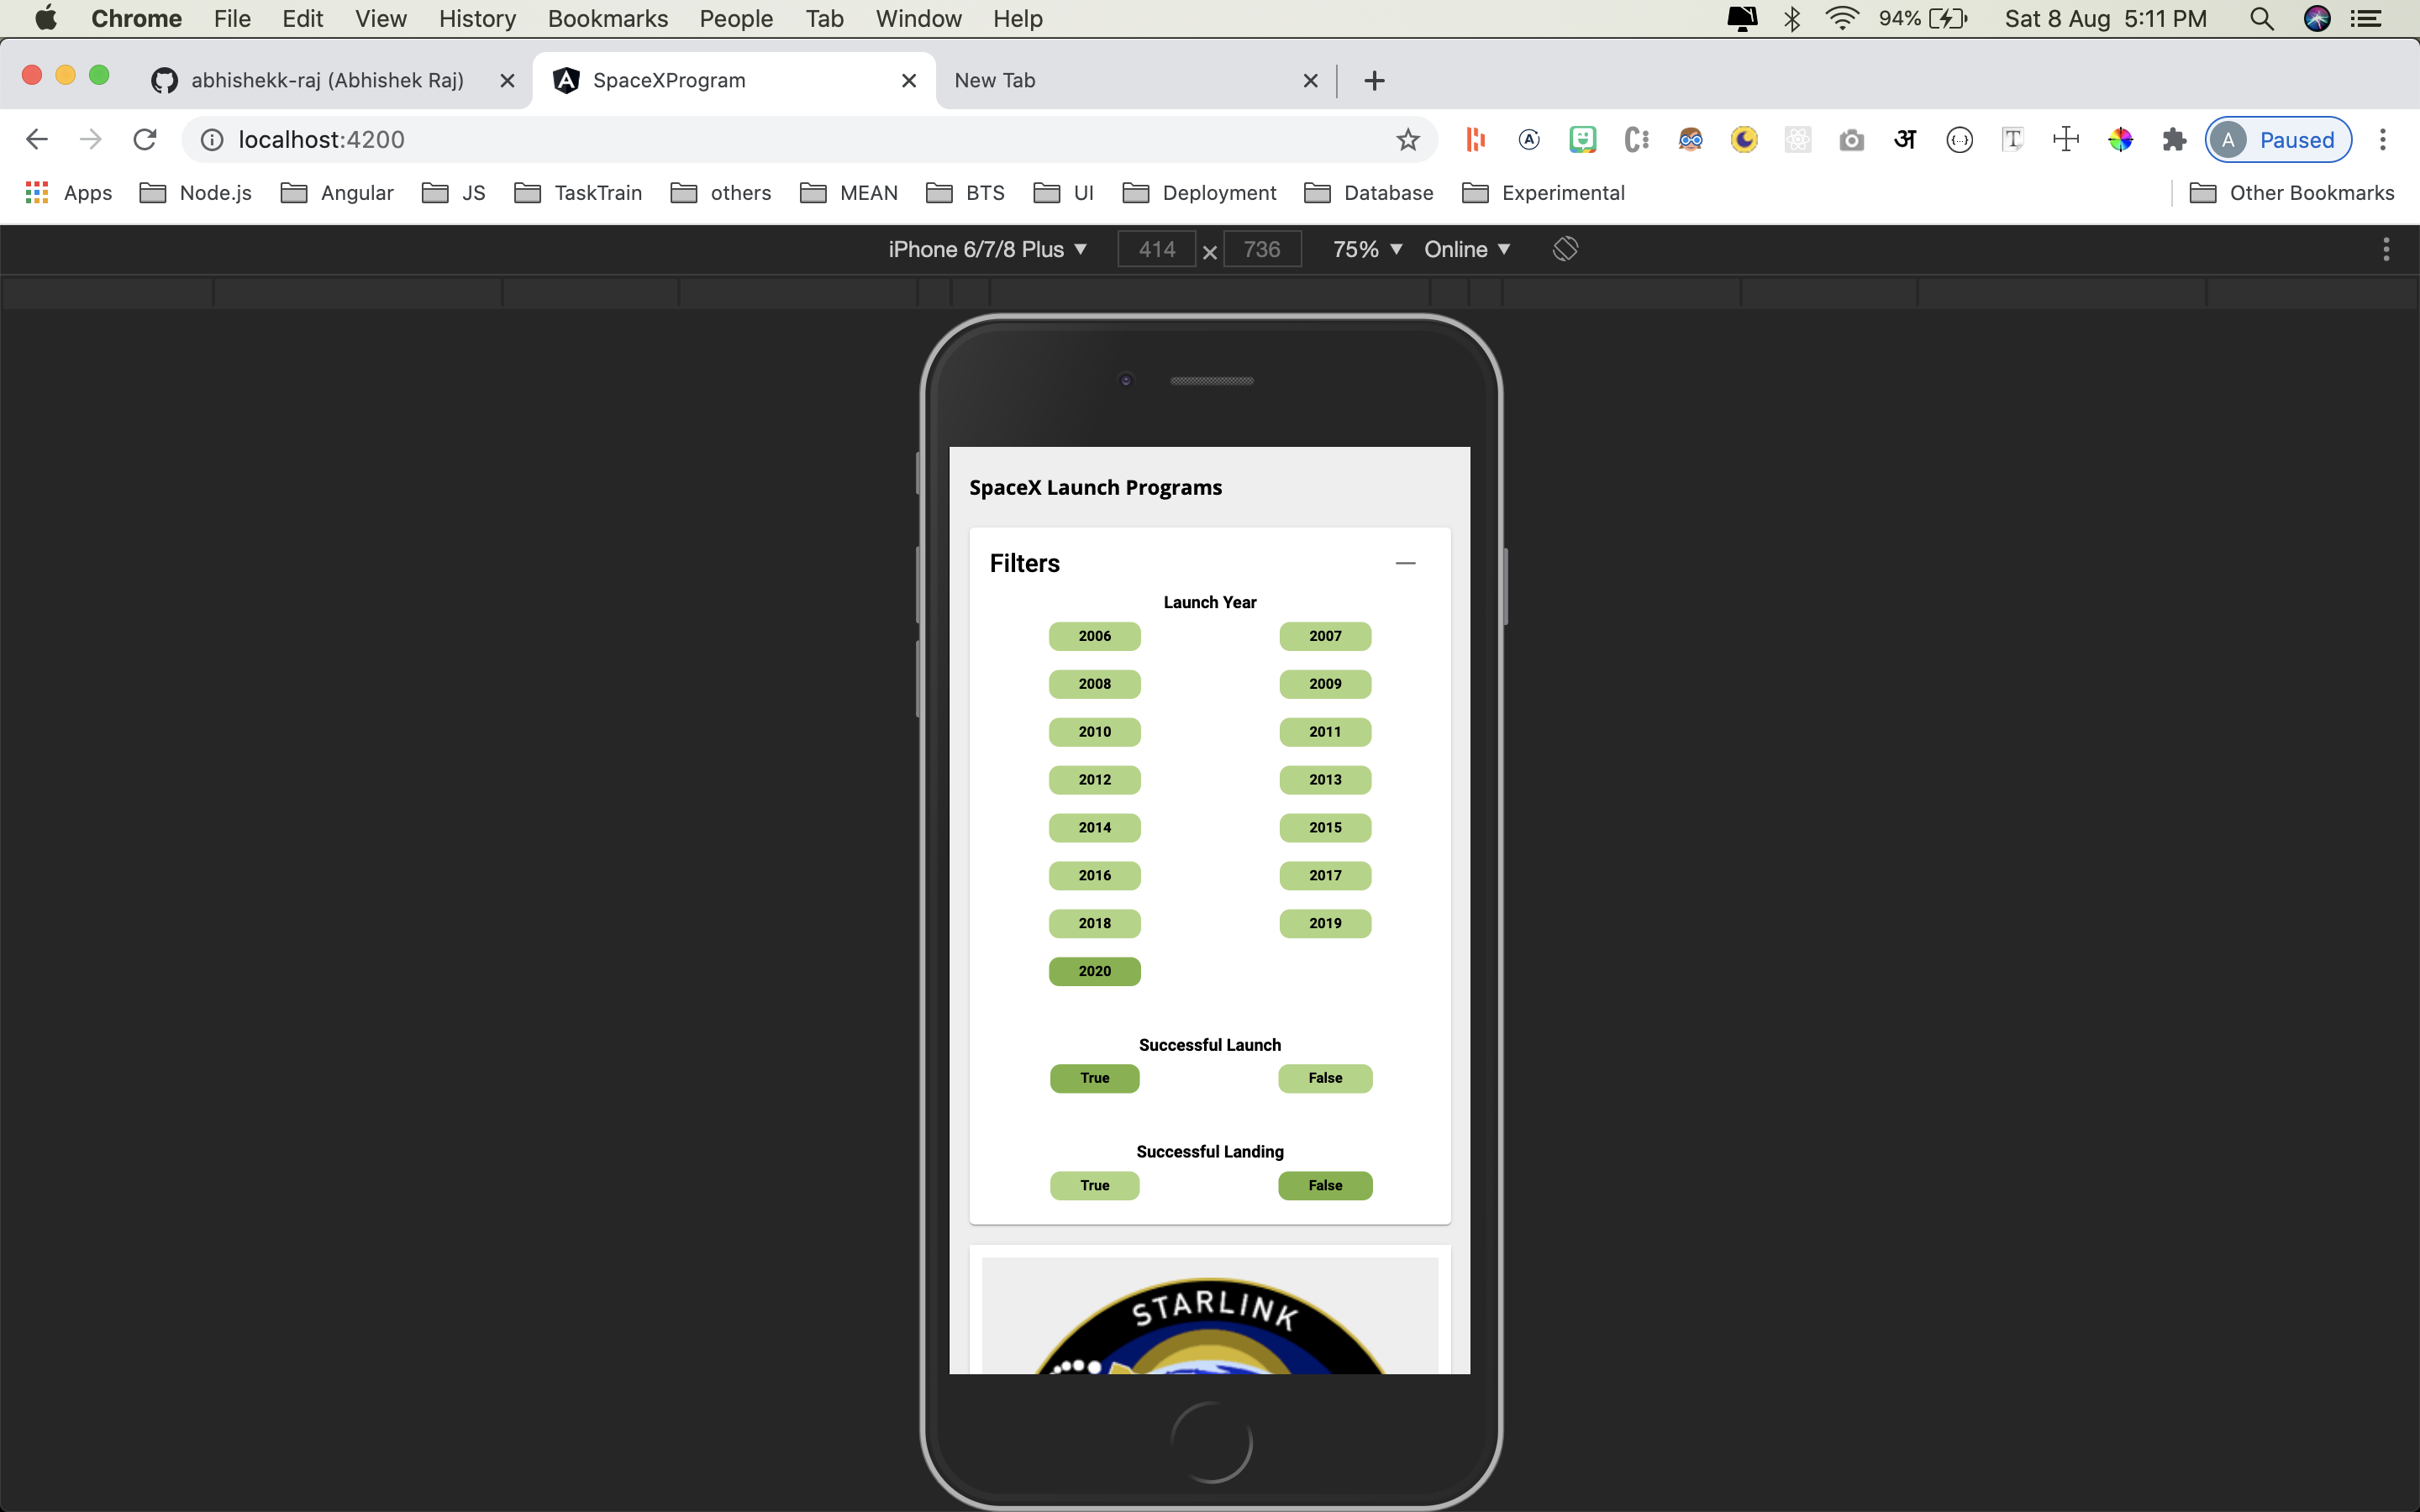 Chrome File Edit View History Bookmarks People Tab Window Help 94% Sat 8 Aug 5:11 PM
abhishekk-raj (Abhishek Raj) SpaceXProgram New Tab
localhost:4200 A Paused
Apps Node.js Angular JS TaskTrain others MEAN BTS UI Deployment Database Experimental Other Bookmarks
iPhone 6/7/8 Plus 414 × 736 75% Online
SpaceX Launch Programs
Filters
Launch Year
2006 2007
2008 2009
2010 2011
2012 2013
2014 2015
2016 2017
2018 2019
2020
Successful Launch
True False
Successful Landing
True False
STARLINK